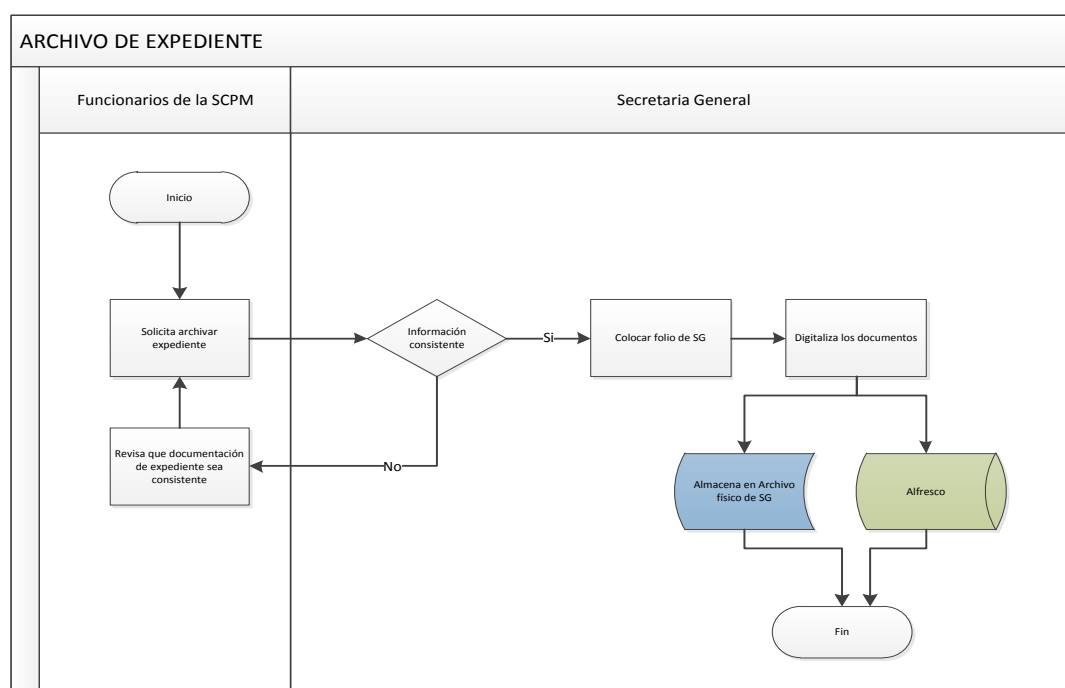 ARCHIVO DE EXPEDIENTE
Funcionarios de la SCPM
Secretaria General
Inicio
Solicita archivar
expediente
Información
consistente
Si
Colocar folio de SG
Digitaliza los documentos
Revisa que documentación
de expediente sea
consistente
No
Almacena en Archivo
físico de SG
Alfresco
Fin